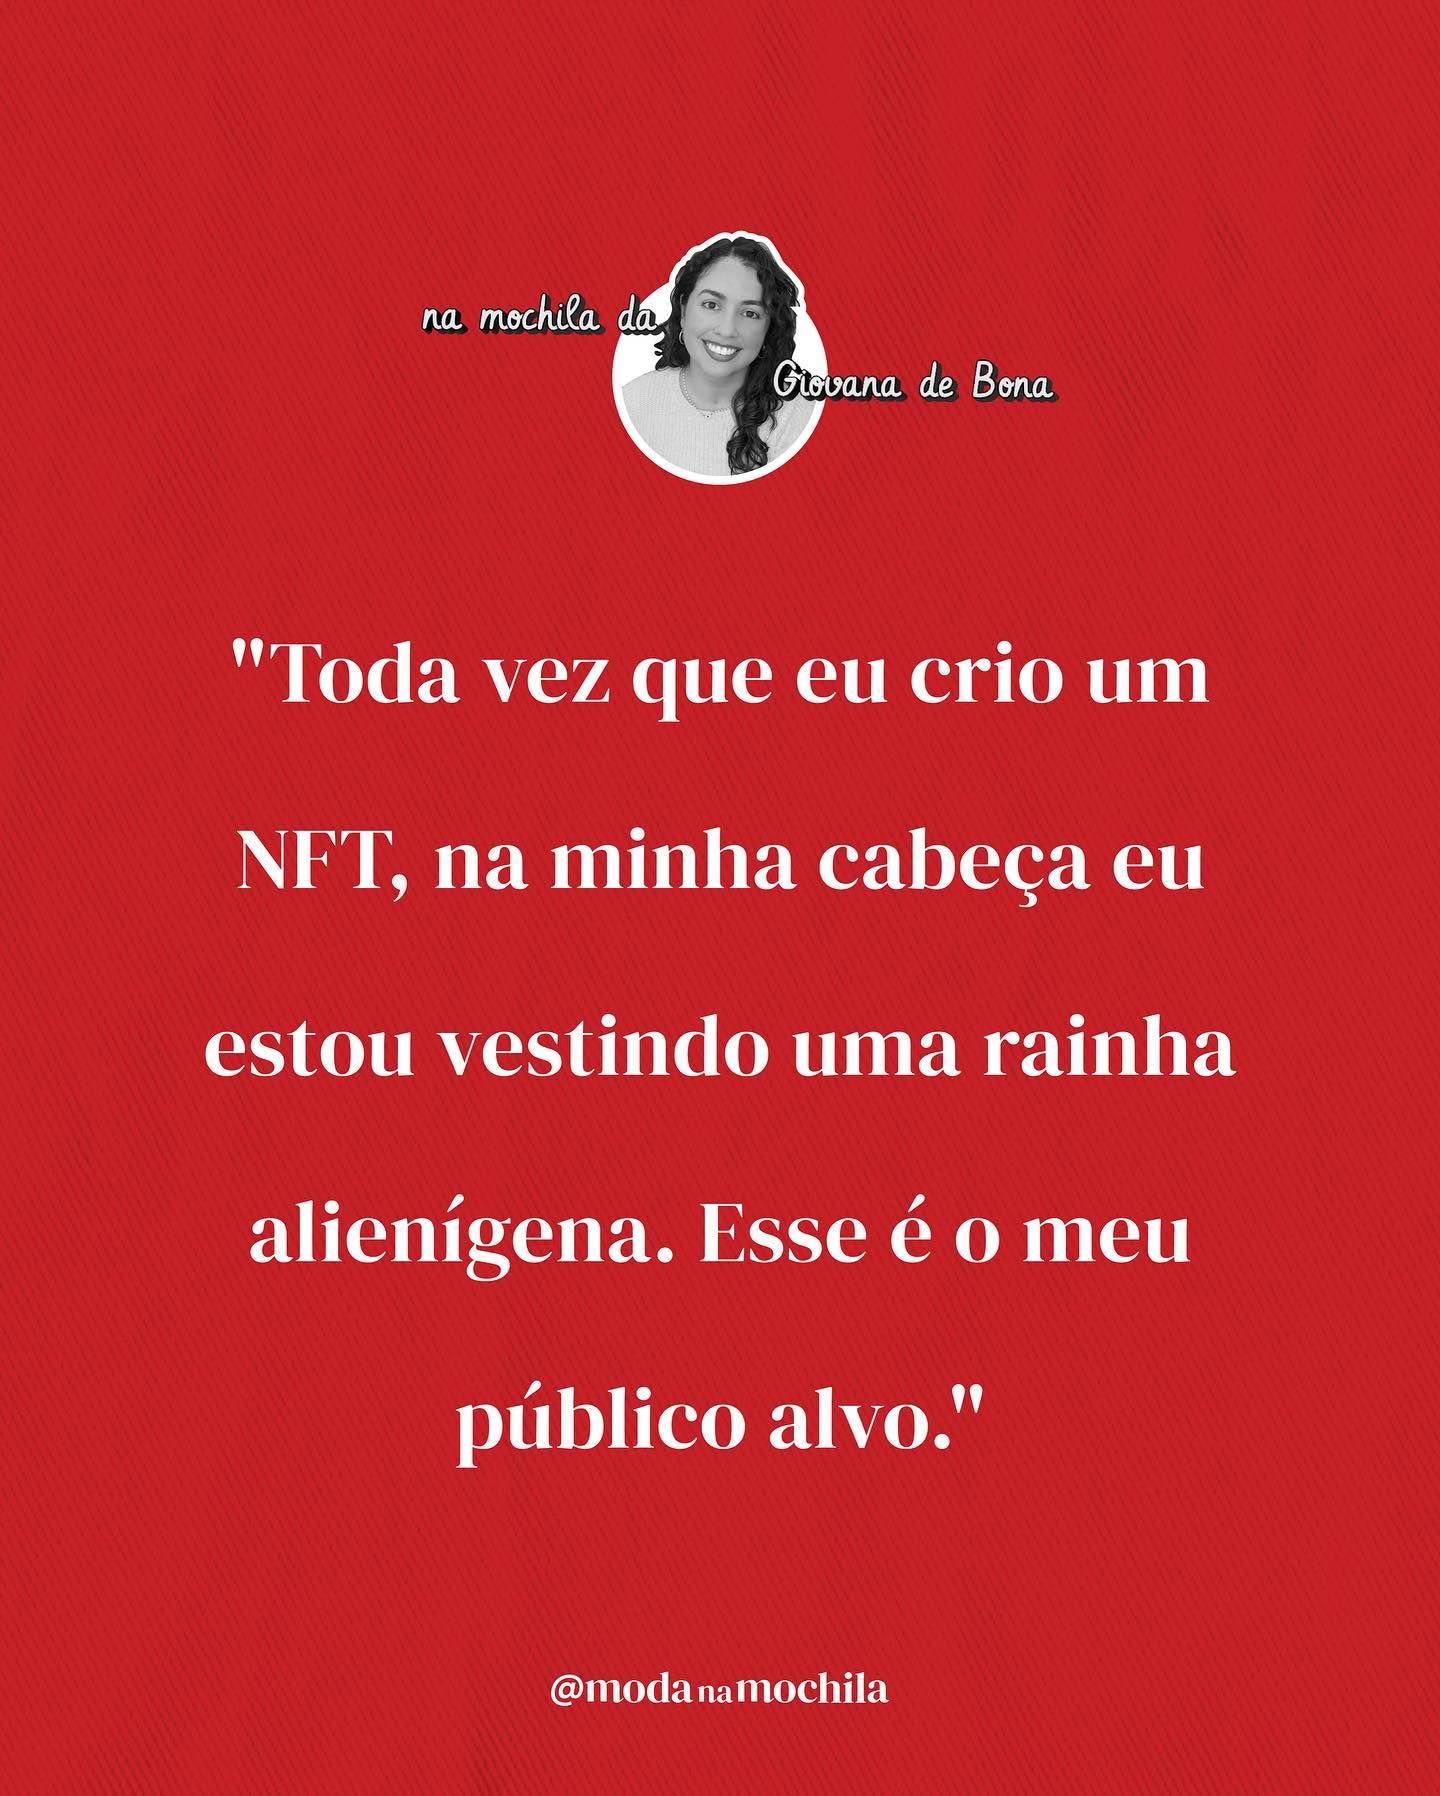 na mochila da
Giovana de Bona
"Toda vez que eu crio um
NFT, na minha cabeça eu
estou vestindo uma rainha
alienígena. Esse é o meu
público alvo."
@modanamochila